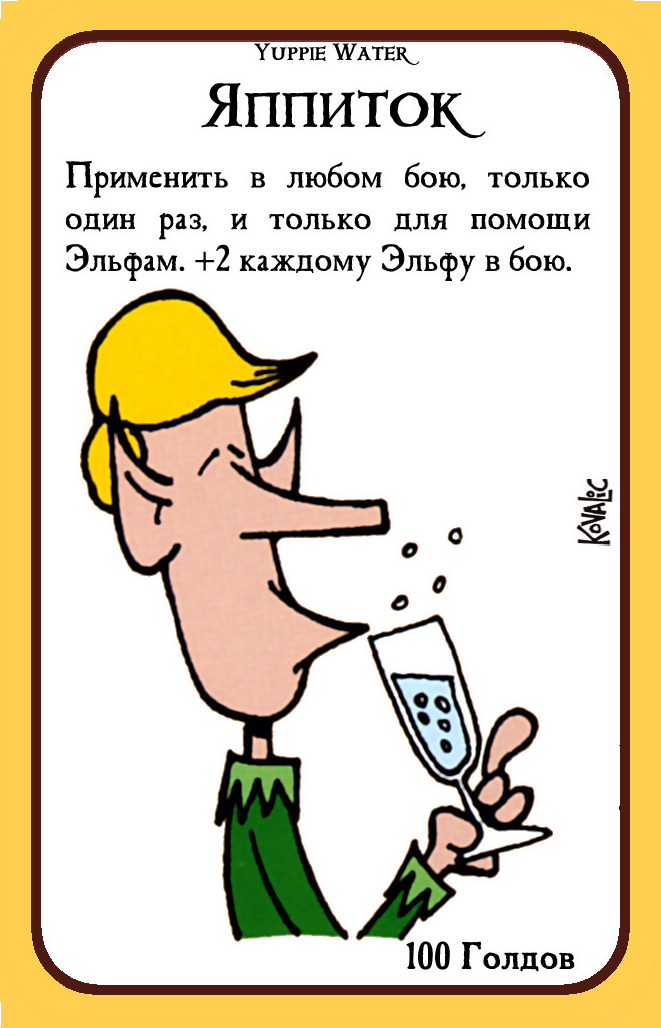 Yuppie Water
Яппиток
Применить в любом бою, только
один раз, и только для помощи
Эльфам. +2 каждому Эльфу в бою.
Kovalic
100 Голдов